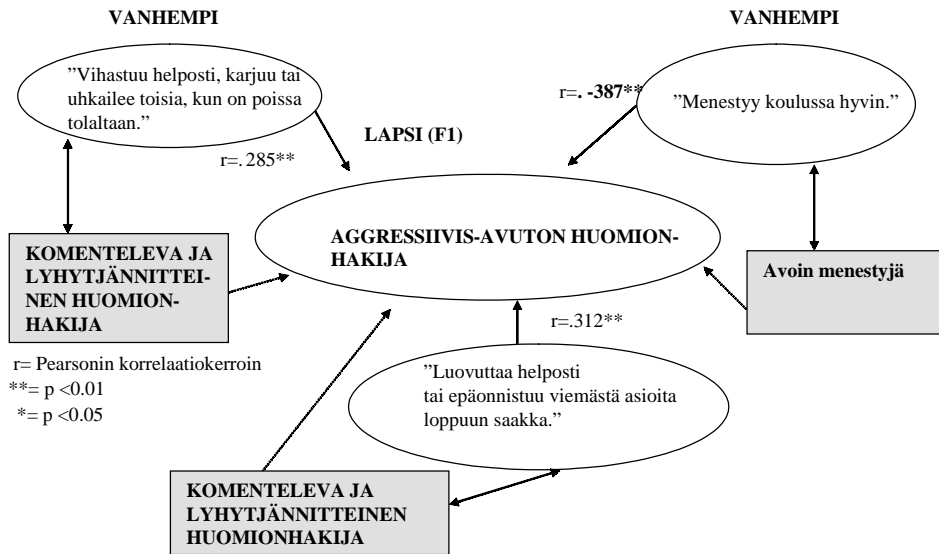 VANHEMPI
VANHEMPI
”Vihastuu helposti, karjuu tai
uhkailee toisia, kun on poissa
tolaltaan.”
r=. -387**
”Menestyy koulussa hyvin.”
LAPSI (F1)
r=. 285**
AGGRESSIIVIS-AVUTON HUOMION-
HAKIJA
KOMENTELEVA JA
LYHYTJÄNNITTEI-
NEN HUOMION-
HAKIJA
Avoin menestyjä
r=.312**
r= Pearsonin korrelaatiokerroin
**= p <0.01
*= p <0.05
”Luovuttaa helposti
tai epäonnistuu viemästä asioita
loppuun saakka.”
KOMENTELEVA JA
LYHYTJÄNNITTEINEN
HUOMIONHAKIJA